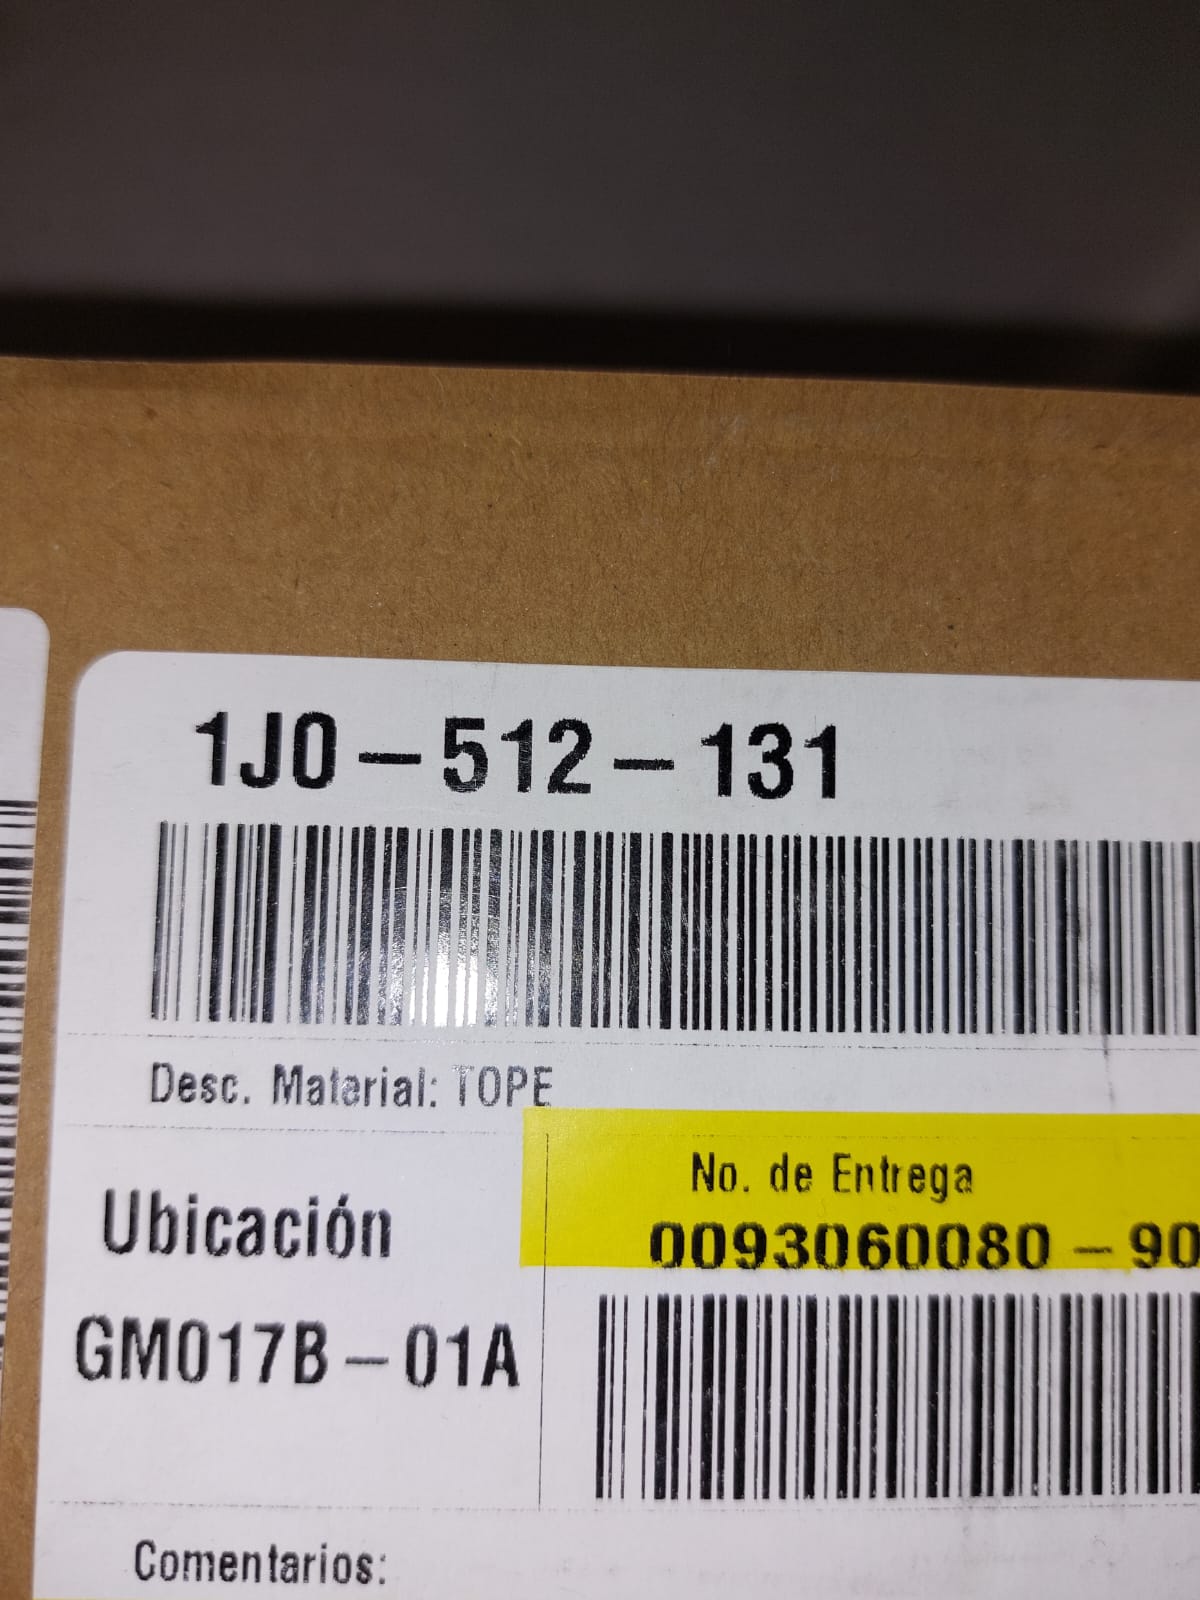 1J0-512-131
Desc. Material: TOPE
No. de Entrega
0093060080-90
Ubicación
GM017B-01A
Comentarios: